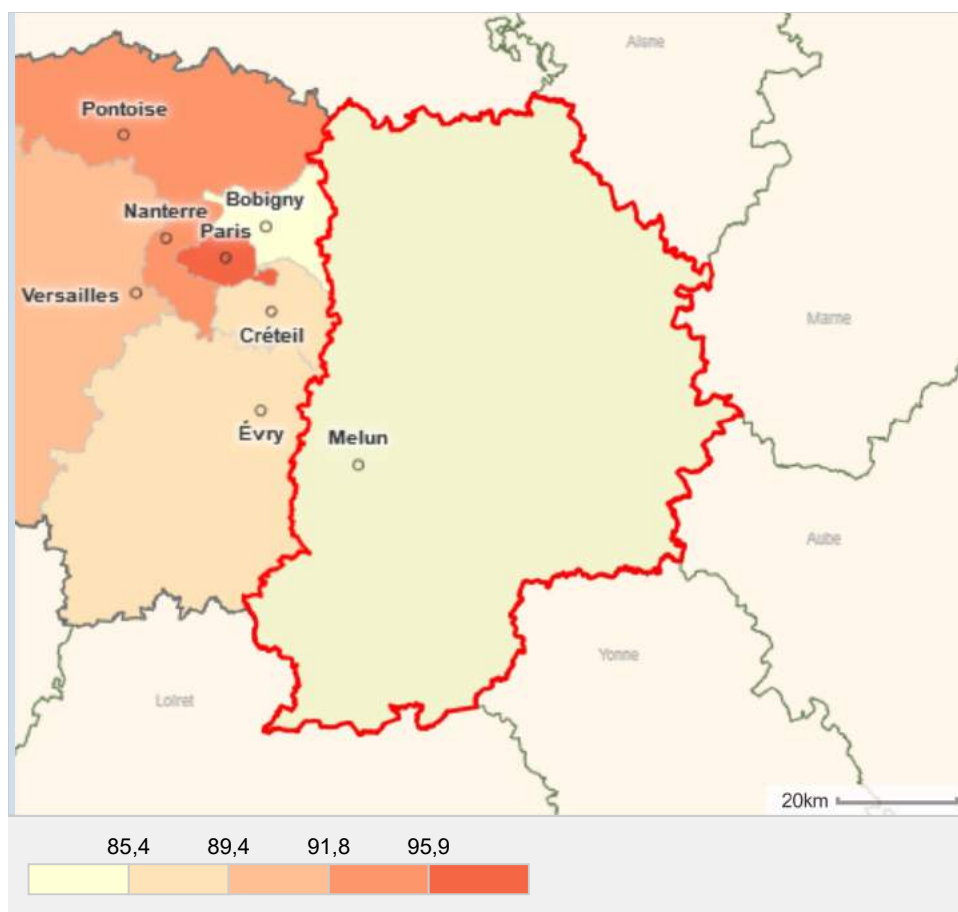 Aisne
Pontoise
Bobigny
Nanterre
Paris
Versailles
Marne
Créteil
Évry
Melun
Aube
Yonne
Loiret
20km
85,4 89,4 91,8 95,9